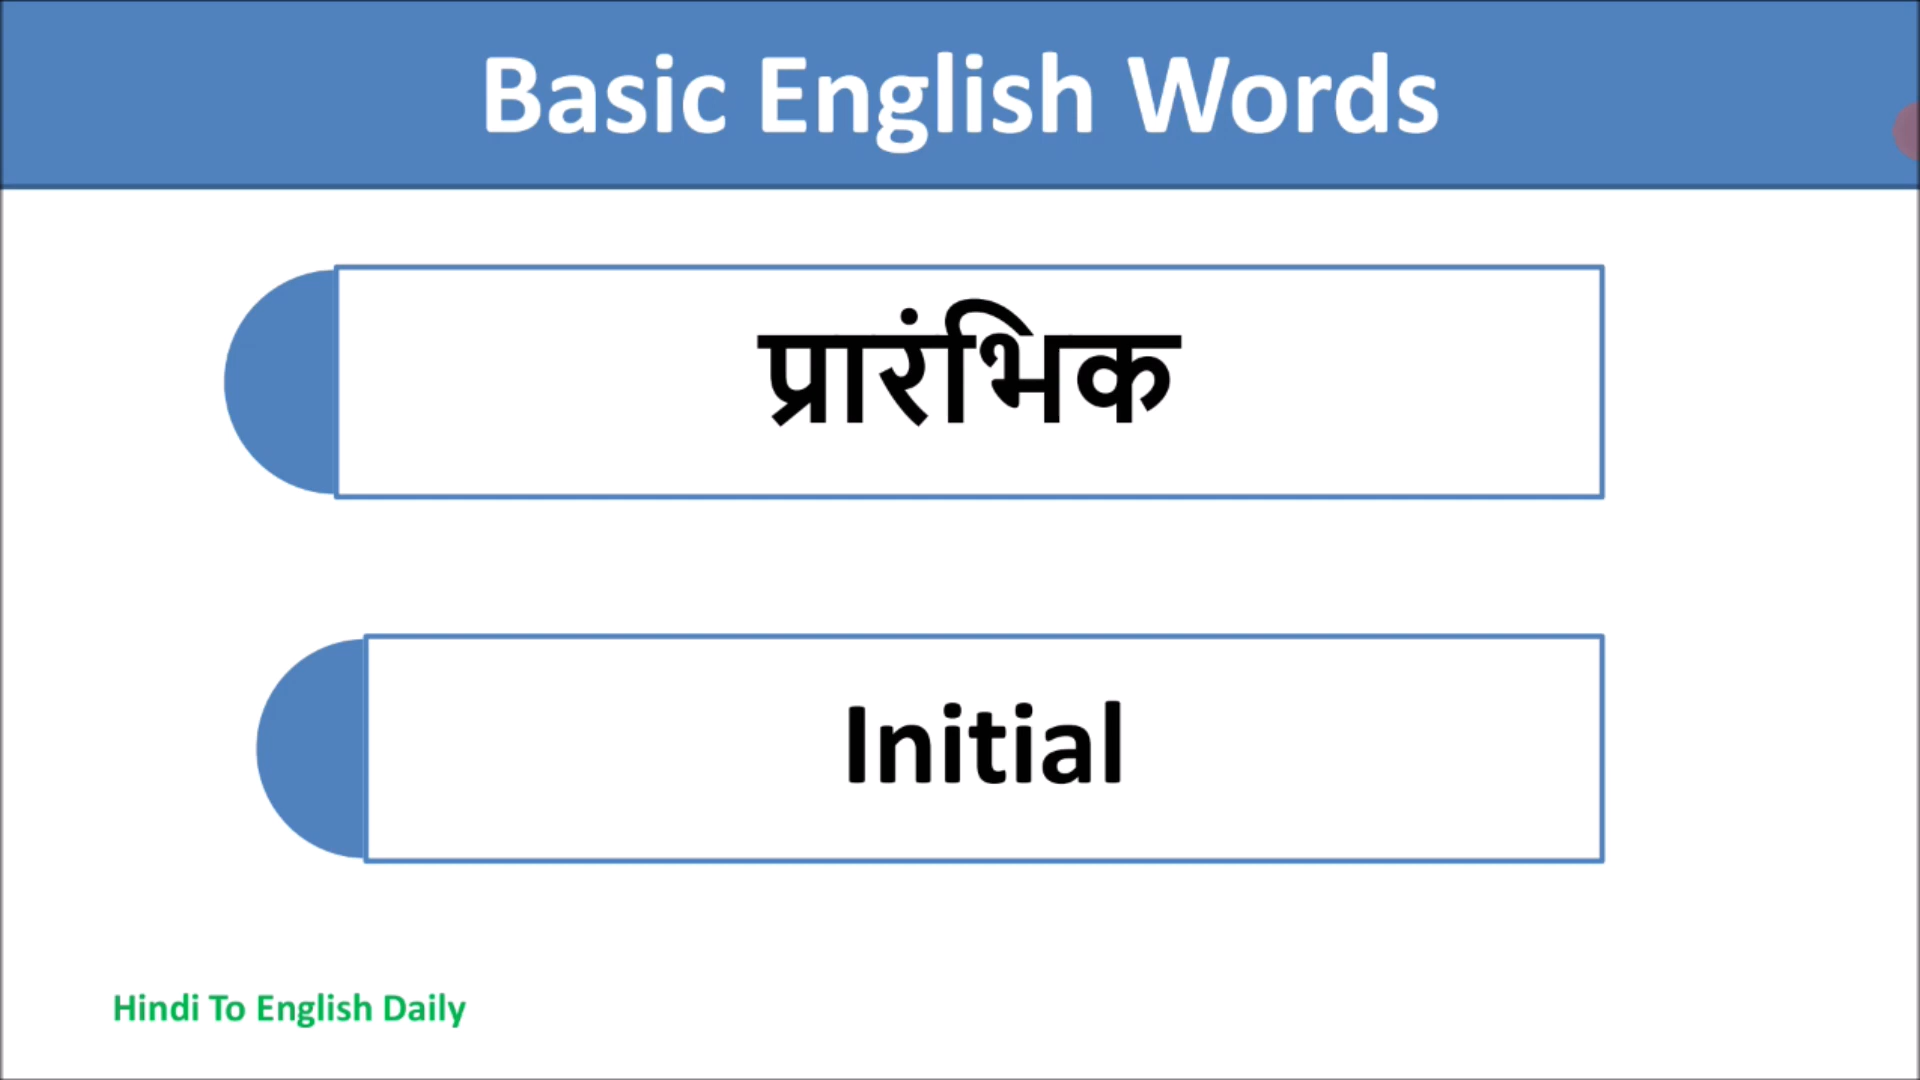 Basic English Words
प्रारंभिक
Initial
Hindi To English Daily